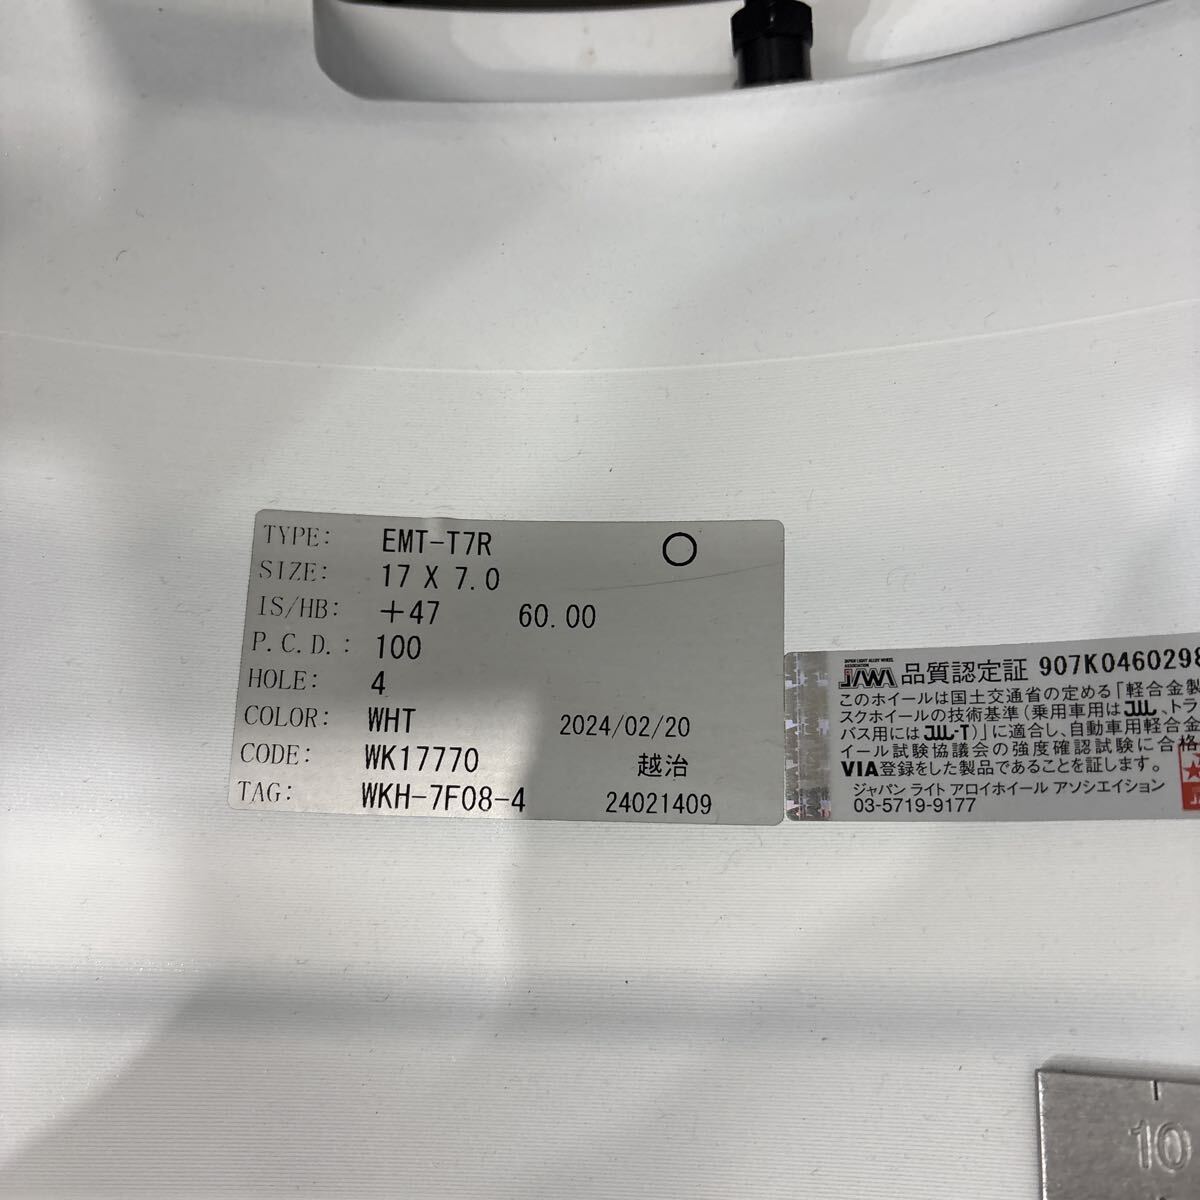 TYPE: EMT-T7R ○
SIZE: 17 X 7.0
IS/HB: +47 60.00
P.C.D.: 100
HOLE: 4
COLOR: WHT 2024/02/20
CODE: WK17770 越治
TAG: WKH-7F08-4 24021409
JAPAN LIGHT ALLOY WHEEL
ASSOCIATION
JAWA 品質認定証 907K0460298
このホイールは国土交通省の定める「軽合金製
スクホイールの技術基準(乗用車用はJWL、トラ
バス用にはJWL-T)」に適合し、自動車用軽合金
イール試験協議会の強度確認試験に合格
VIA登録をした製品であることを証します。
ジャパン ライト アロイホイール アソシエイション
03-5719-9177
10